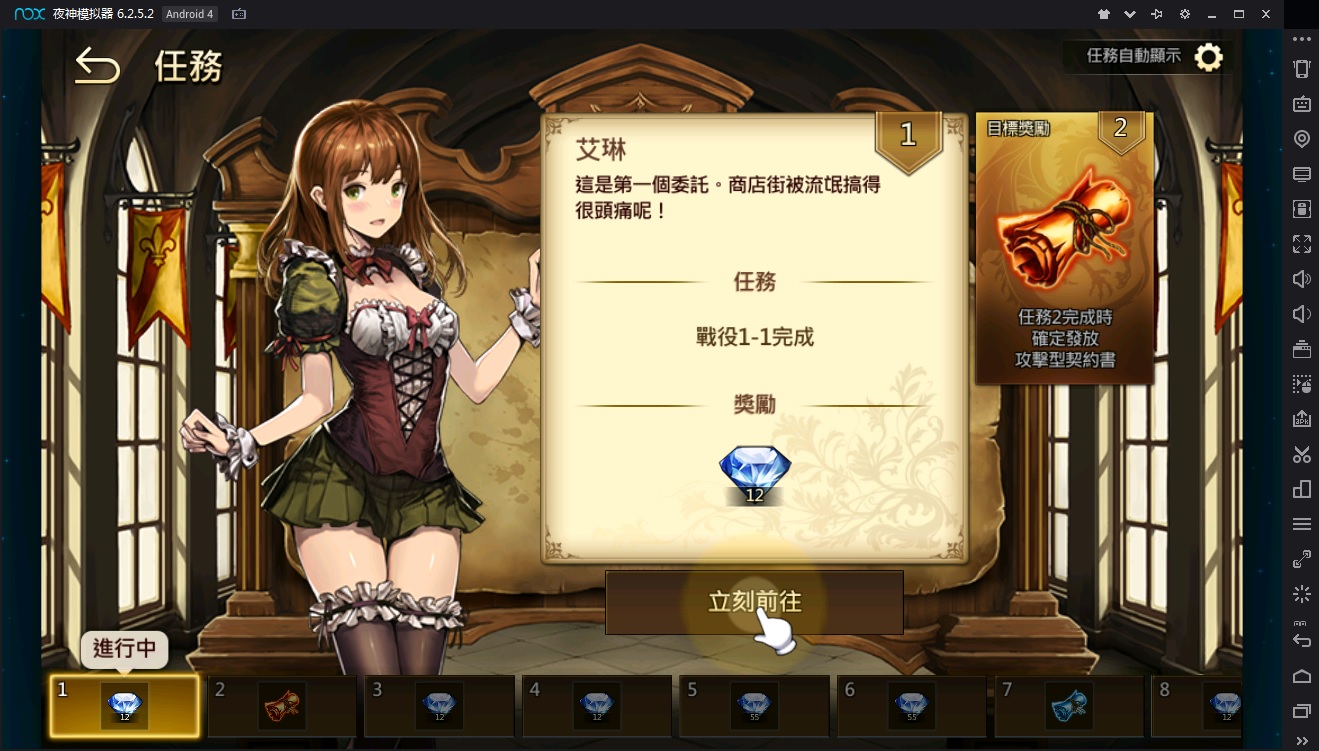 nox 夜神模拟器 6.2.5.2 Android 4
任務
任務自動顯示
1
艾琳
這是第一個委託。商店街被流氓搞得
很頭痛呢！
任務
戰役1-1完成
獎勵
12
立刻前往
目標獎勵
2
任務2完成時
確定發放
攻擊型契約書
進行中
1
12
2
3
12
4
12
5
55
6
55
7
8
12